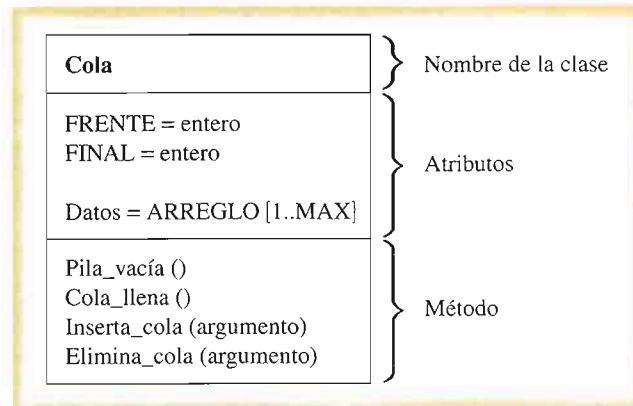 Cola
Nombre de la clase
FRENTE = entero
FINAL = entero
Datos = ARREGLO [1..MAX]
Atributos
Pila_vacía ()
Cola_llena ()
Inserta_cola (argumento)
Elimina_cola (argumento)
Método